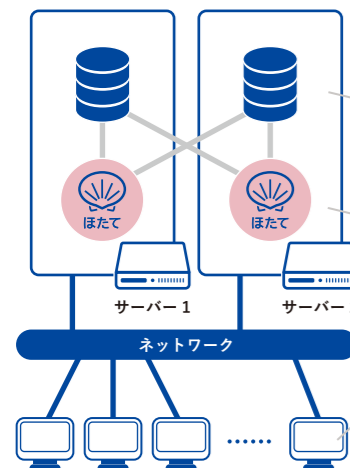 ほたて
ほたて
サーバー 1
サーバー
ネットワーク
……